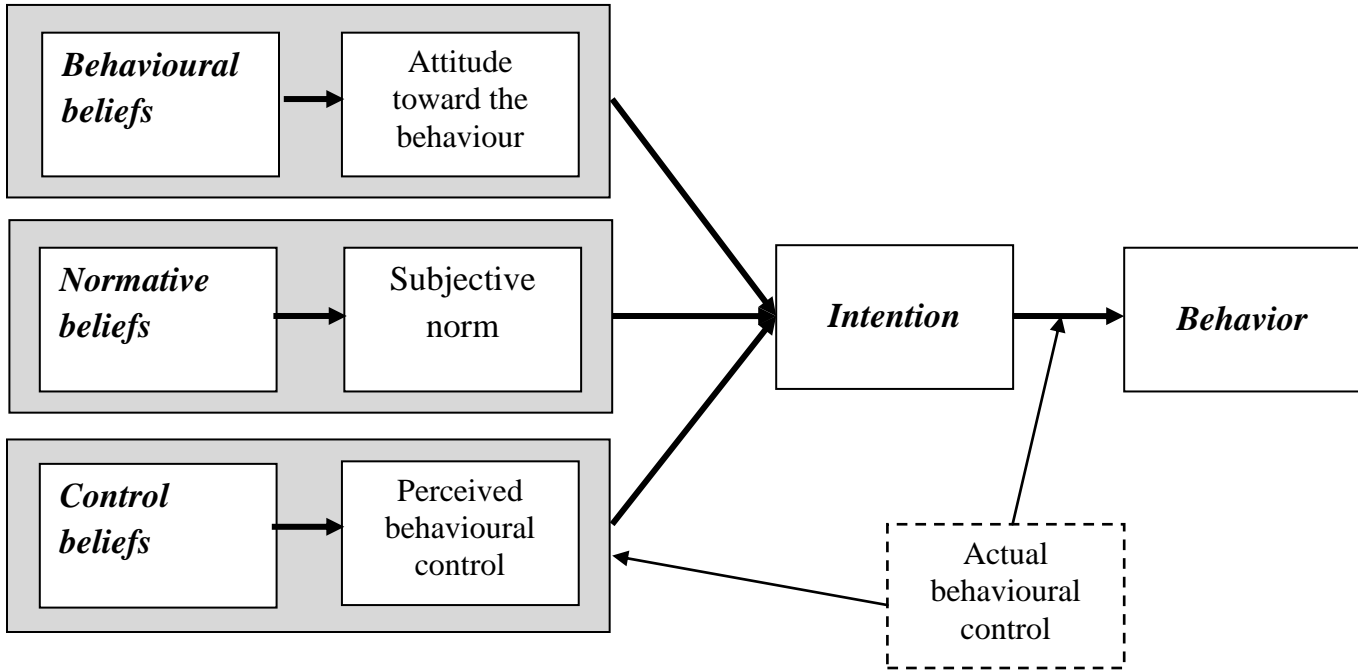 Behavioural
beliefs
Attitude
toward the
behaviour
Normative
beliefs
Subjective
norm
Intention
Behavior
Control
beliefs
Perceived
behavioural
control
Actual
behavioural
control